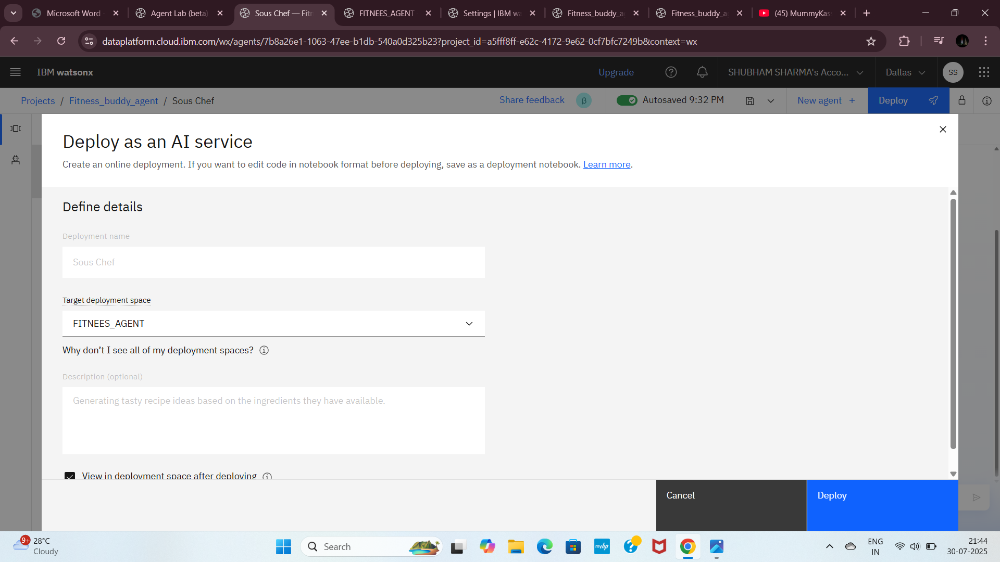 Microsoft Word
Agent Lab (beta)
Sous Chef — Fitn
FITNEES_AGENT
Settings | IBM wa
Fitness_buddy_a
Fitness_buddy_a
(45) MummyKas
dataplatform.cloud.ibm.com/wx/agents/7b8a26e1-1063-47ee-b1db-540a0d325b23?project_id=a5fff8ff-e62c-4172-9e62-0cf7bfc7249b&context=wx
IBM watsonx
Upgrade
SHUBHAM SHARMA's Acco...
Dallas
SS
Projects / Fitness_buddy_agent / Sous Chef
Share feedback
β
Autosaved 9:32 PM
New agent +
Deploy
Deploy as an AI service
Create an online deployment. If you want to edit code in notebook format before deploying, save as a deployment notebook. Learn more.
Define details
Deployment name
Sous Chef
Target deployment space
FITNEES_AGENT
Why don’t I see all of my deployment spaces?
Description (optional)
Generating tasty recipe ideas based on the ingredients they have available.
View in deployment space after deploying
Cancel
Deploy
9+
28°C
Cloudy
Search
myhp
ENG
IN
21:44
30-07-2025